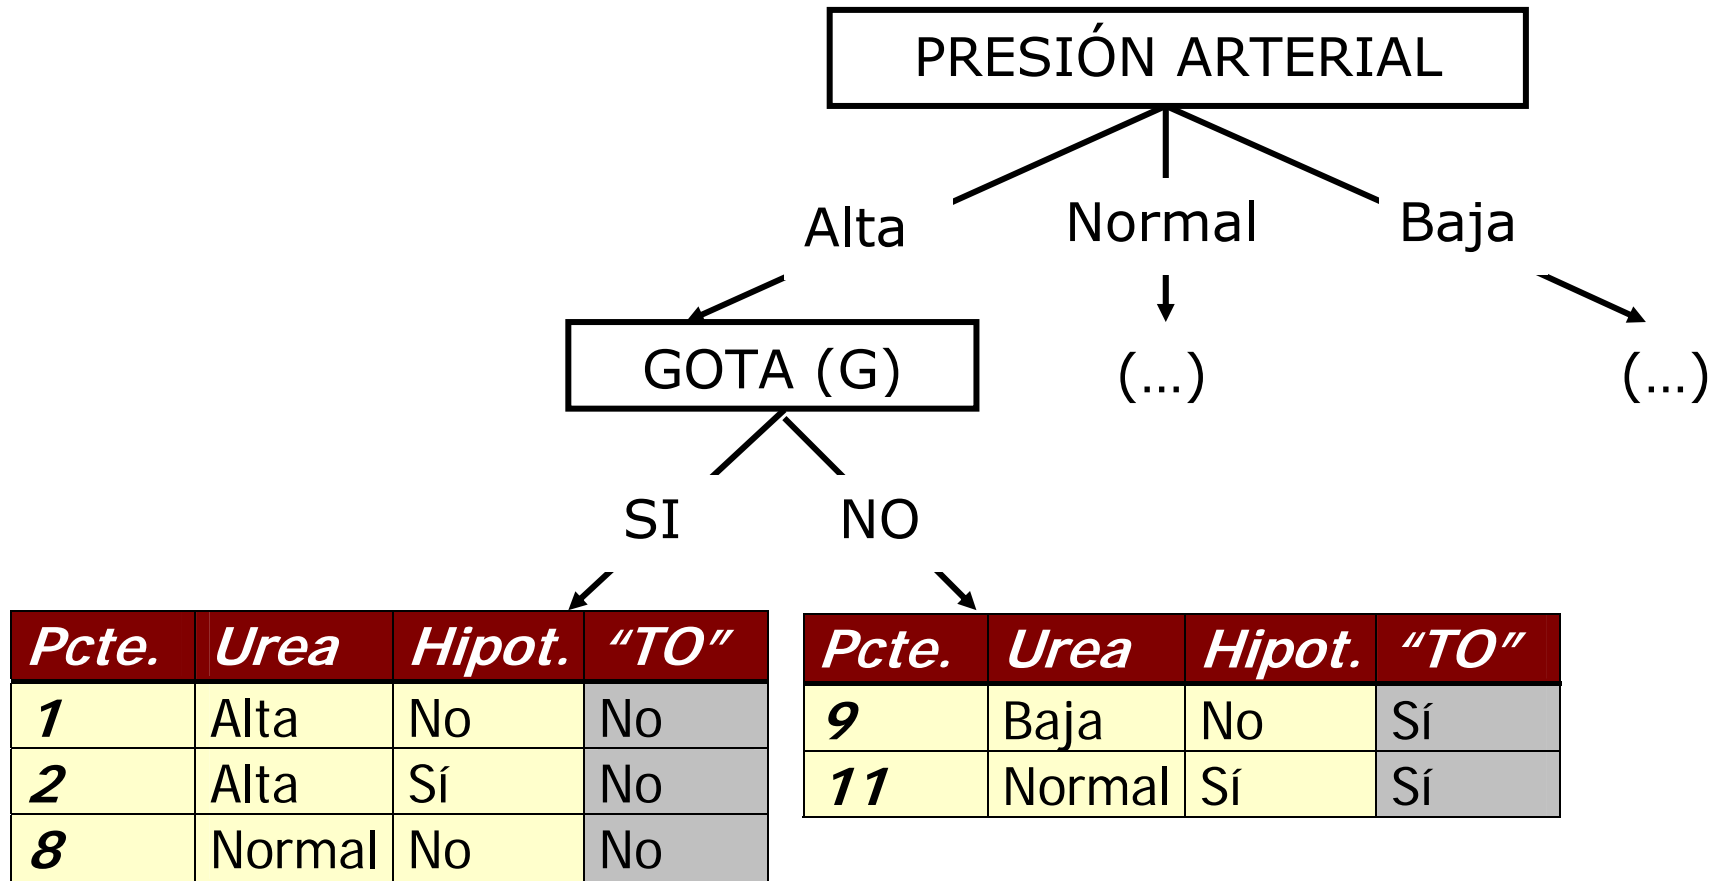 PRESIÓN ARTERIAL
Alta Normal Baja
GOTA (G) (...) (...)
SI NO
Pcte. Urea Hipot. “TO”
1 Alta No No
2 Alta Sí No
8 Normal No No
Pcte. Urea Hipot. “TO”
9 Baja No Sí
11 Normal Sí Sí